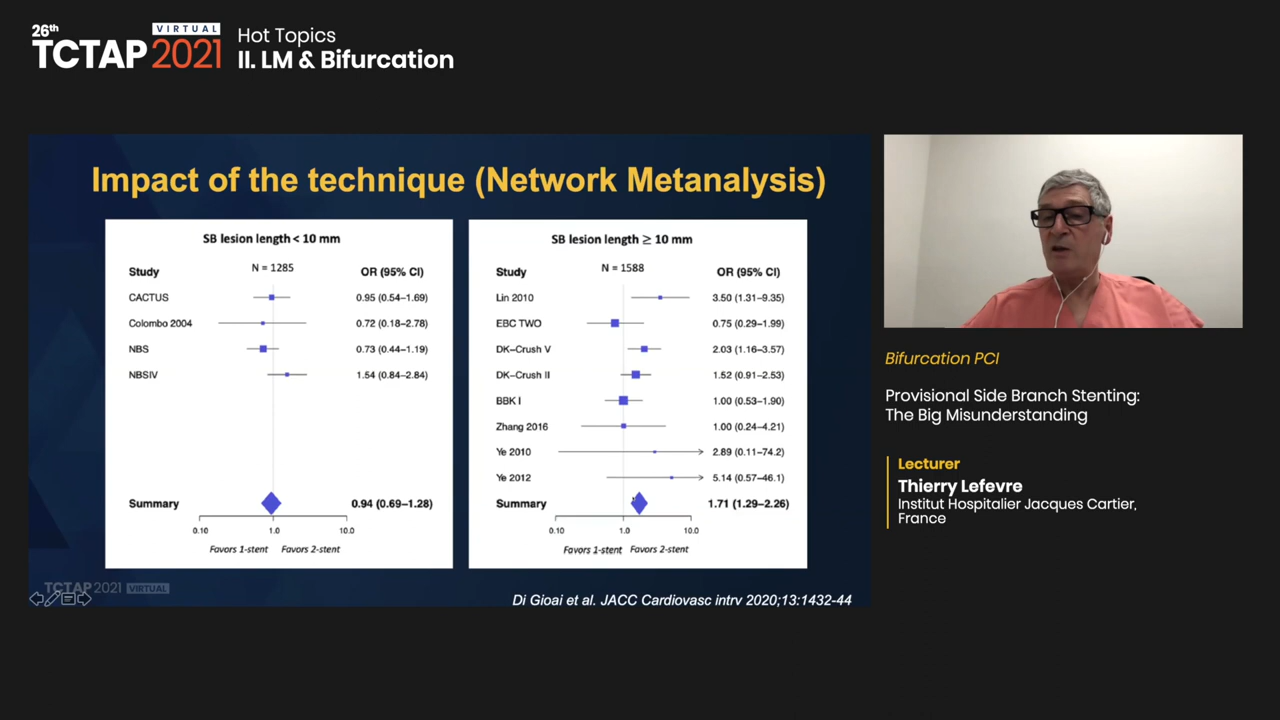 26th
VIRTUAL
TCTAP 2021
Hot Topics
II. LM & Bifurcation
Impact of the technique (Network Metanalysis)
SB lesion length < 10 mm
Study N = 1285 OR (95% CI)
CACTUS 0.95 (0.54–1.69)
Colombo 2004 0.72 (0.18–2.78)
NBS 0.73 (0.44–1.19)
NBSIV 1.54 (0.84–2.84)
Summary 0.94 (0.69–1.28)
0.10 1.0 10.0
Favors 1-stent Favors 2-stent
SB lesion length ≥ 10 mm
Study N = 1588 OR (95% CI)
Lin 2010 3.50 (1.31–9.35)
EBC TWO 0.75 (0.29–1.99)
DK–Crush V 2.03 (1.16–3.57)
DK–Crush II 1.52 (0.91–2.53)
BBK I 1.00 (0.53–1.90)
Zhang 2016 1.00 (0.24–4.21)
Ye 2010 2.89 (0.11–74.2)
Ye 2012 5.14 (0.57–46.1)
Summary 1.71 (1.29–2.26)
0.10 1.0 10.0
Favors 1-stent Favors 2-stent
TCTAP 2021 VIRTUAL
Di Gioai et al. JACC Cardiovasc intrv 2020;13:1432-44
Bifurcation PCI
Provisional Side Branch Stenting:
The Big Misunderstanding
Lecturer
Thierry Lefevre
Institut Hospitalier Jacques Cartier,
France